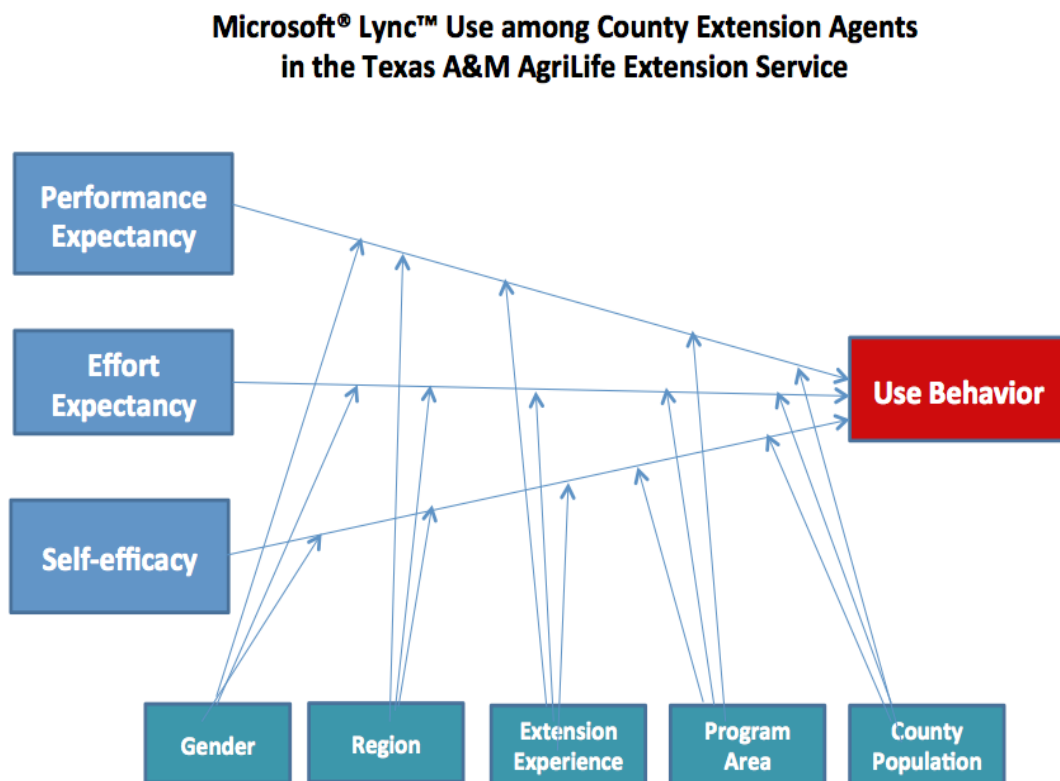 Microsoft® Lync™ Use among County Extension Agents
in the Texas A&M AgriLife Extension Service
Performance
Expectancy
Effort
Expectancy
Use Behavior
Self-efficacy
Gender
Region
Extension
Experience
Program
Area
County
Population